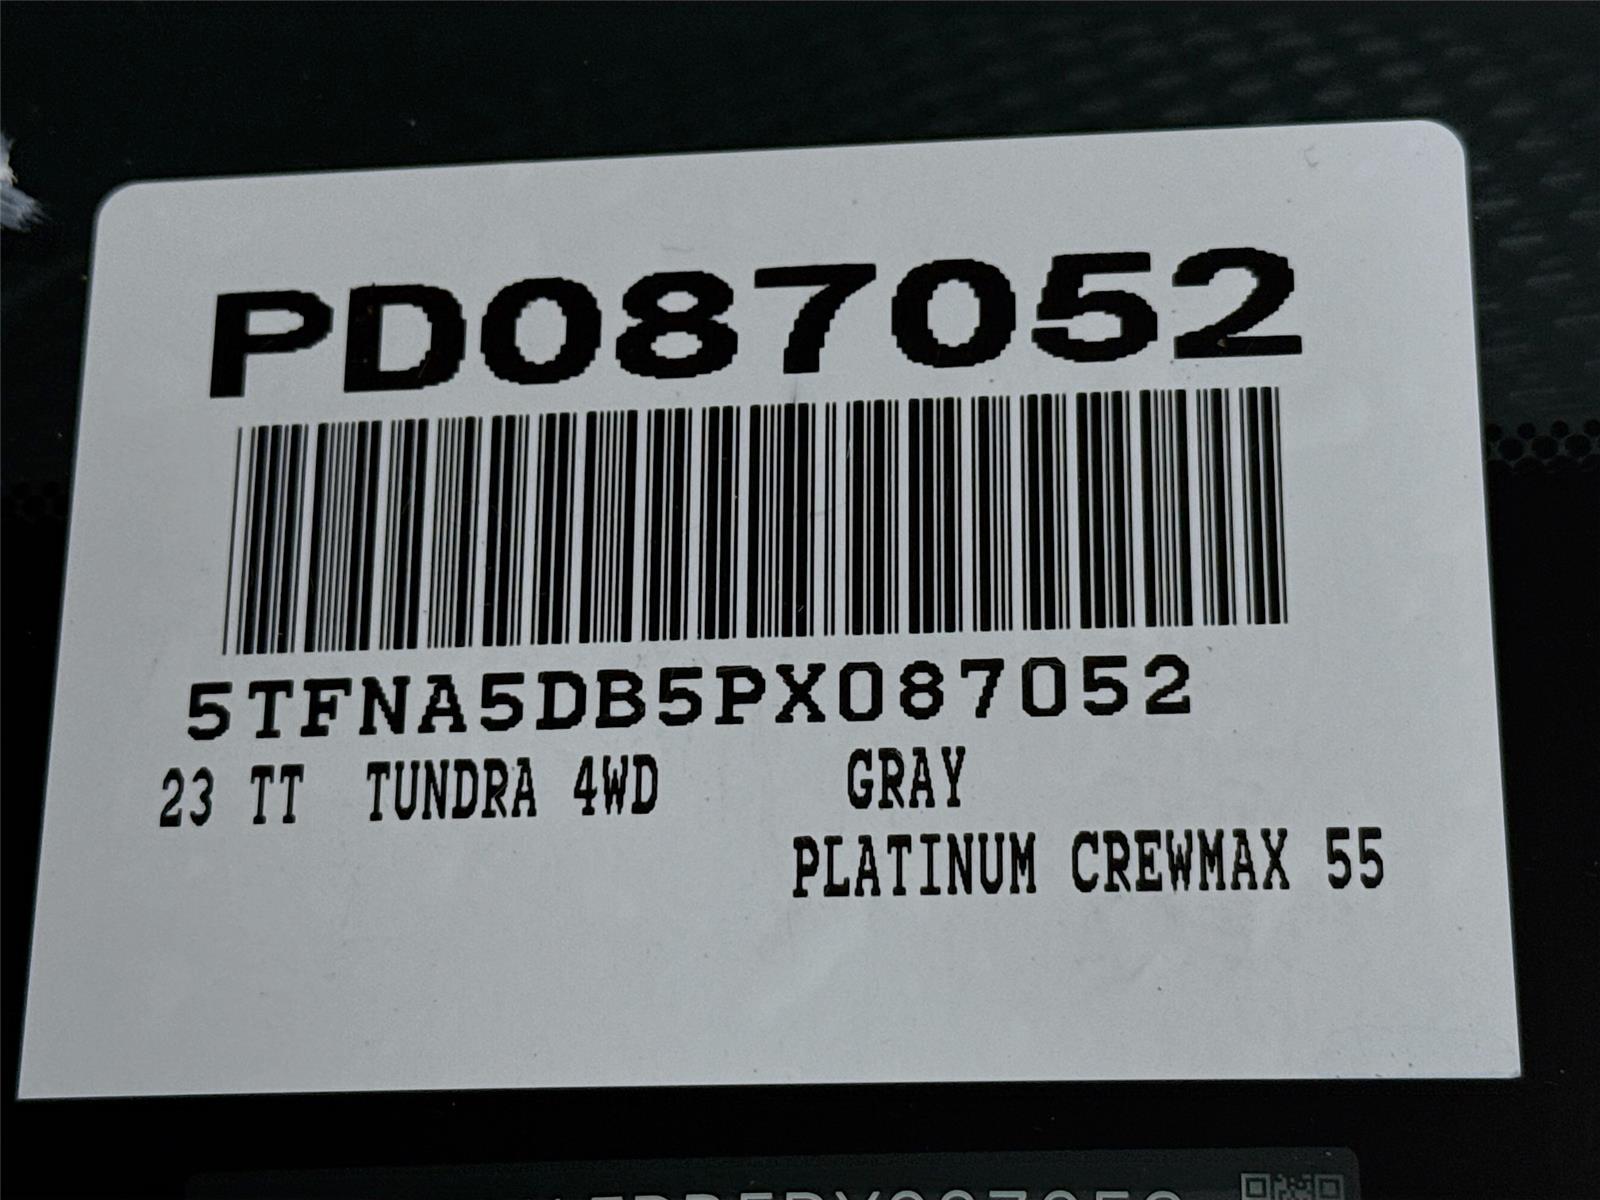 PD087052
5TFNA5DB5PX087052
23 TT TUNDRA 4WD GRAY
PLATINUM CREWMAX 55